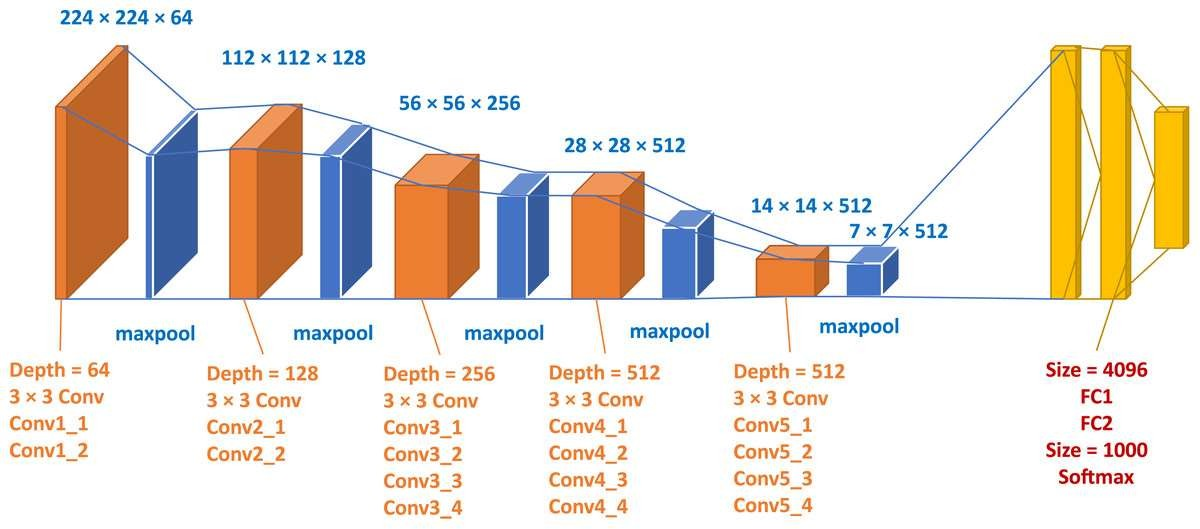 224 × 224 × 64
112 × 112 × 128
56 × 56 × 256
28 × 28 × 512
14 × 14 × 512
7 × 7 × 512
maxpool
maxpool
maxpool
maxpool
maxpool
Depth = 64
3 × 3 Conv
Conv1_1
Conv1_2
Depth = 128
3 × 3 Conv
Conv2_1
Conv2_2
Depth = 256
3 × 3 Conv
Conv3_1
Conv3_2
Conv3_3
Conv3_4
Depth = 512
3 × 3 Conv
Conv4_1
Conv4_2
Conv4_3
Conv4_4
Depth = 512
3 × 3 Conv
Conv5_1
Conv5_2
Conv5_3
Conv5_4
Size = 4096
FC1
FC2
Size = 1000
Softmax